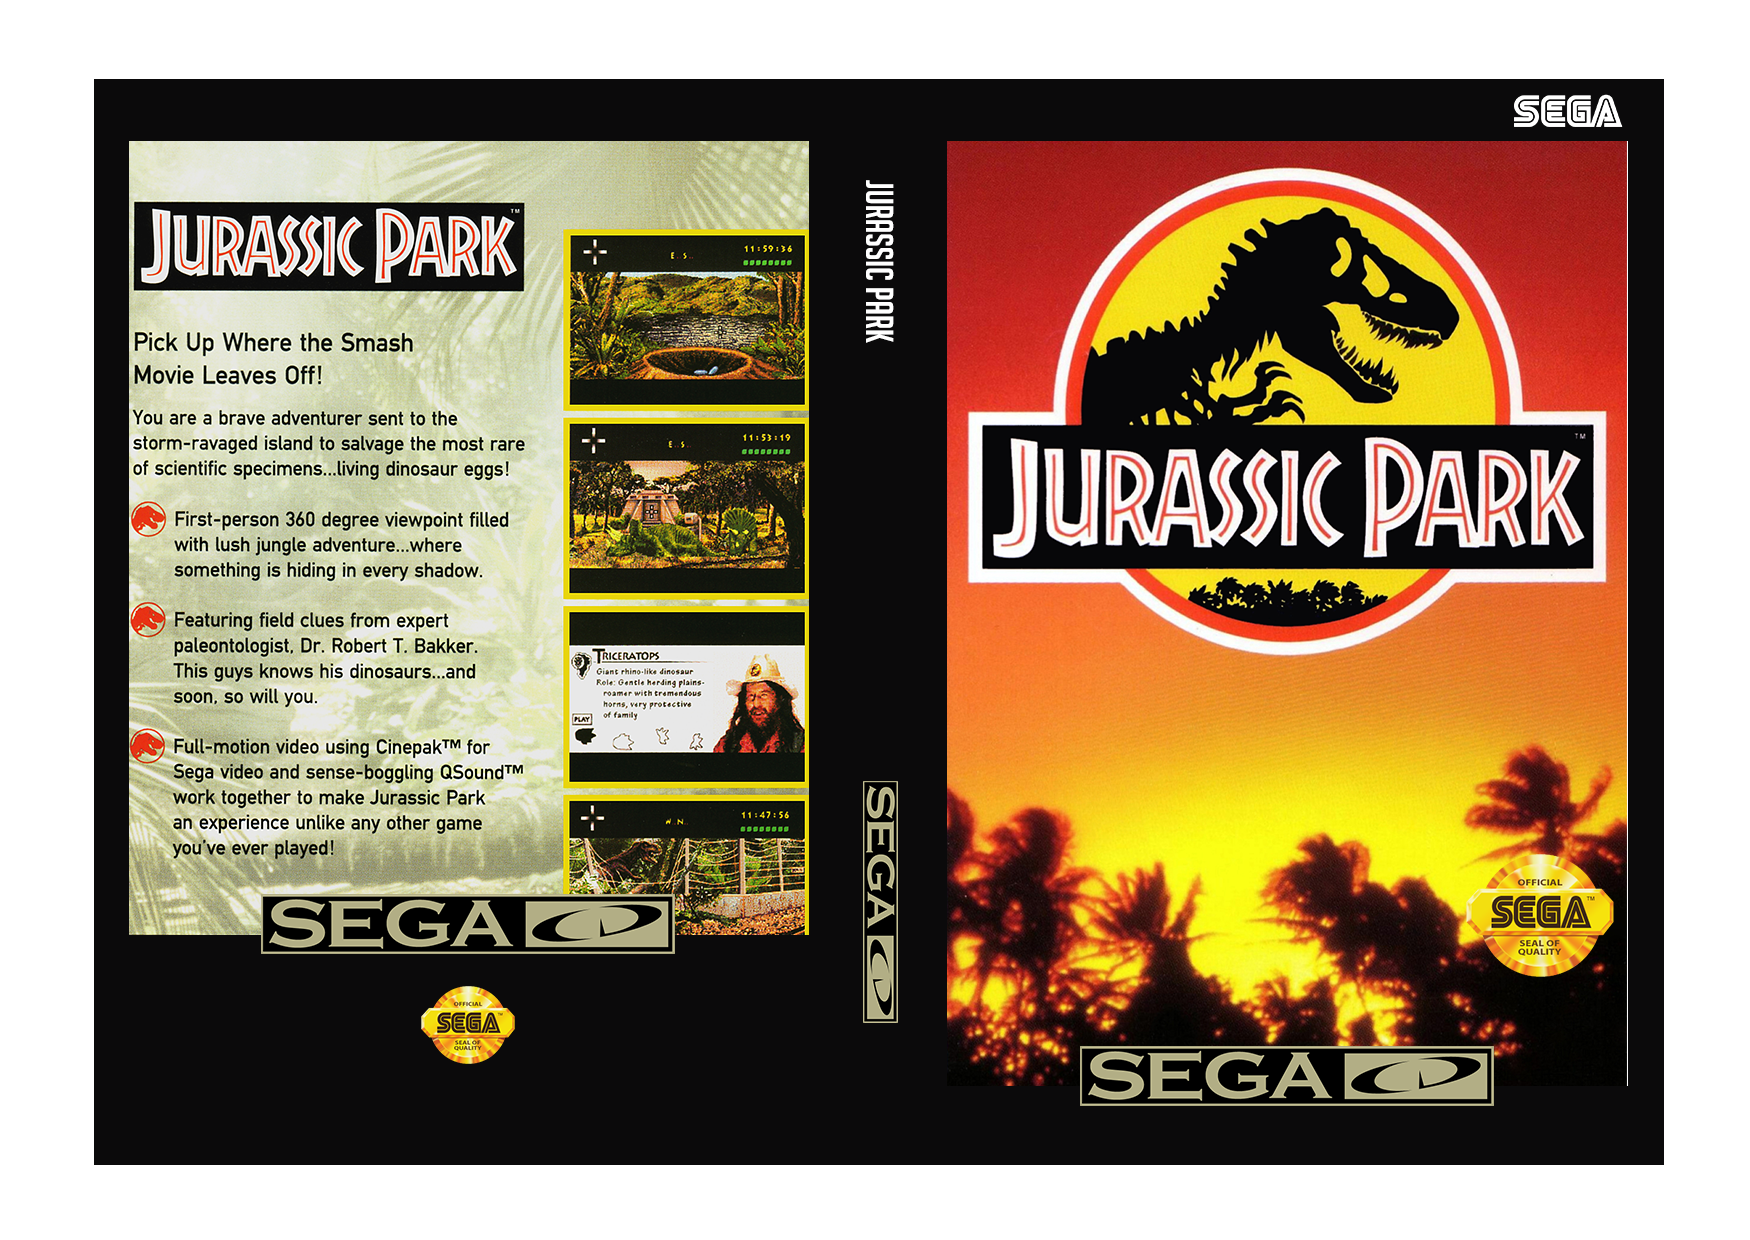 SEGA
JURASSIC PARK™
Pick Up Where the Smash
Movie Leaves Off!
You are a brave adventurer sent to the
storm-ravaged island to salvage the most rare
of scientific specimens...living dinosaur eggs!
First-person 360 degree viewpoint filled
with lush jungle adventure...where
something is hiding in every shadow.
Featuring field clues from expert
paleontologist, Dr. Robert T. Bakker.
This guys knows his dinosaurs...and
soon, so will you.
Full-motion video using Cinepak™ for
Sega video and sense-boggling QSound™
work together to make Jurassic Park
an experience unlike any other game
you've ever played!
E..S..
11:59:36
E..S..
11:53:19
TRICERATOPS
Giant rhino-like dinosaur
Role: Gentle herding plains-
roamer with tremendous
horns, very protective
of family
PLAY
W..N..
11:47:56
SEGA CD
OFFICIAL
SEGA™
SEAL OF
QUALITY
JURASSIC PARK
SEGA CD
JURASSIC PARK™
OFFICIAL
SEGA™
SEAL OF
QUALITY
SEGA CD